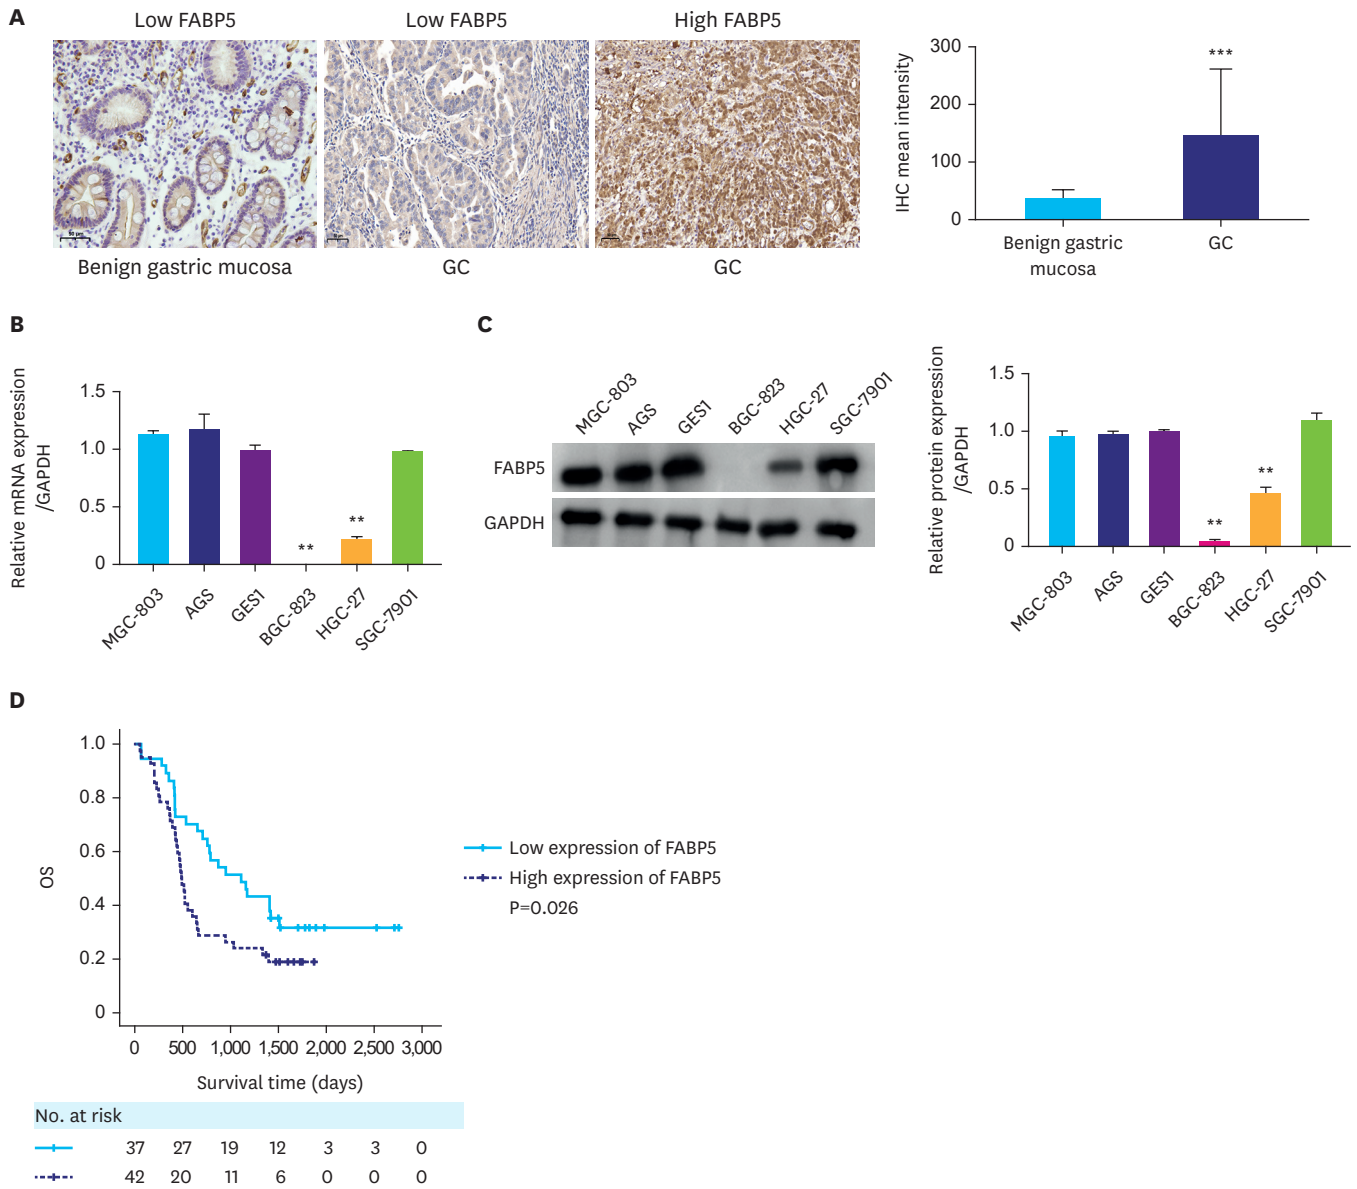 A
Low FABP5
Low FABP5
High FABP5
Benign gastric mucosa
GC
GC
IHC mean intensity
300
200
100
0
***
Benign gastric
mucosa
GC
B
Relative mRNA expression
/GAPDH
1.5
1.0
0.5
0
**
**
MGC-803
AGS
GES1
BGC-823
HGC-27
SGC-7901
C
MGC-803
AGS
GES1
BGC-823
HGC-27
SGC-7901
FABP5
GAPDH
Relative protein expression
/GAPDH
1.5
1.0
0.5
0
**
**
MGC-803
AGS
GES1
BGC-823
HGC-27
SGC-7901
D
OS
1.0
0.8
0.6
0.4
0.2
0
0 500 1,000 1,500 2,000 2,500 3,000
Survival time (days)
Low expression of FABP5
High expression of FABP5
P=0.026
No. at risk
37 27 19 12 3 3 0
42 20 11 6 0 0 0